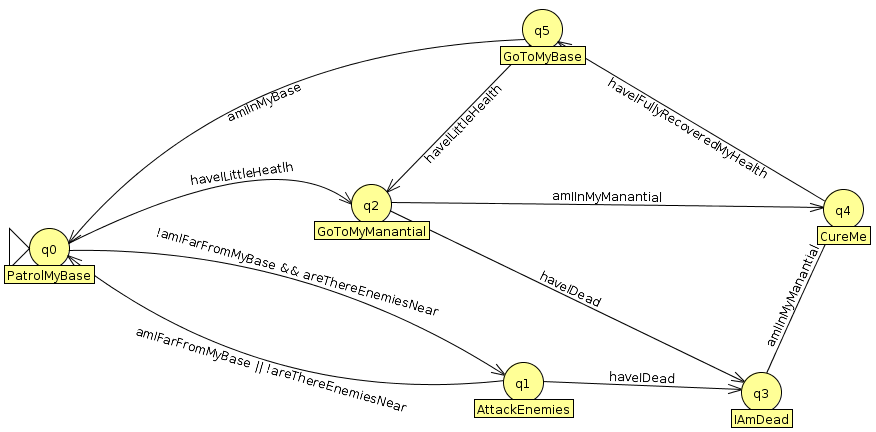 q5
GoToMyBase
amIInMyBase
haveILittleHealth
haveIFullyRecoveredMyHealth
haveILittleHeatlh
q2
GoToMyManantial
amIInMyManantial
q4
CureMe
q0
PatrolMyBase
!amIFarFromMyBase && areThereEnemiesNear
haveIDead
amIInMyManantial
amIFarFromMyBase || !areThereEnemiesNear
q1
AttackEnemies
haveIDead
q3
IAmDead